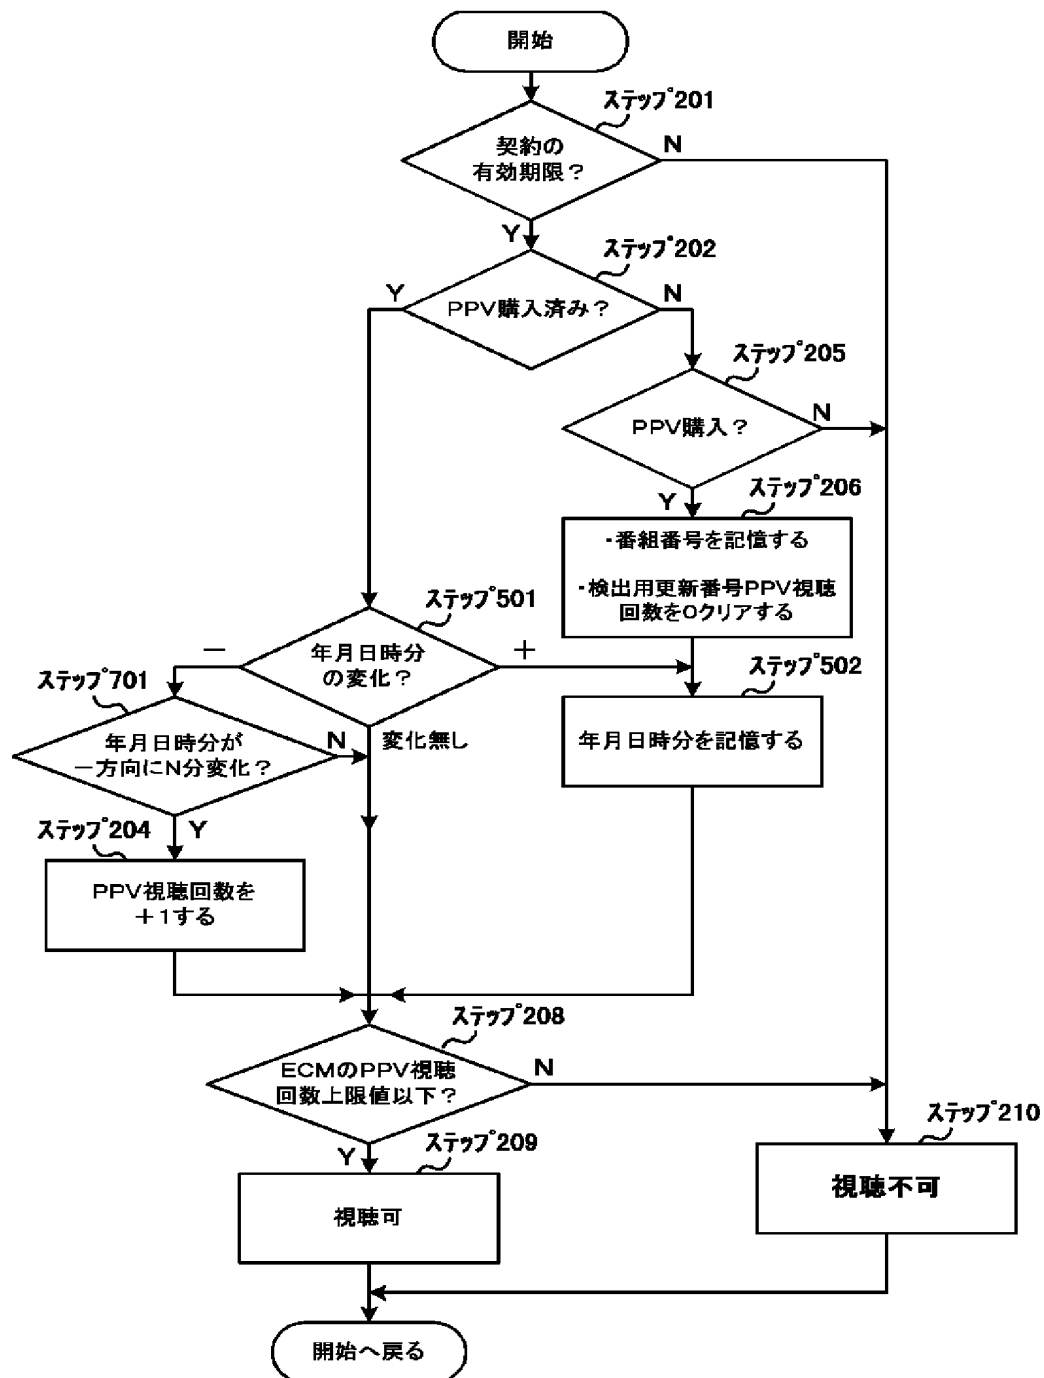 開始
ステップ201
契約の
有効期限？
N
Y
ステップ202
Y
PPV購入済み？
N
ステップ205
PPV購入？
N
Y
ステップ206
・番組番号を記憶する
・検出用更新番号PPV視聴
回数を0クリアする
ステップ501
年月日時分
の変化？
－
＋
ステップ502
年月日時分を記憶する
変化無し
ステップ701
年月日時分が
－方向にN分変化？
N
Y
ステップ204
PPV視聴回数を
＋1する
ステップ208
ECMのPPV視聴
回数上限値以下？
N
Y
ステップ209
視聴可
ステップ210
視聴不可
開始へ戻る